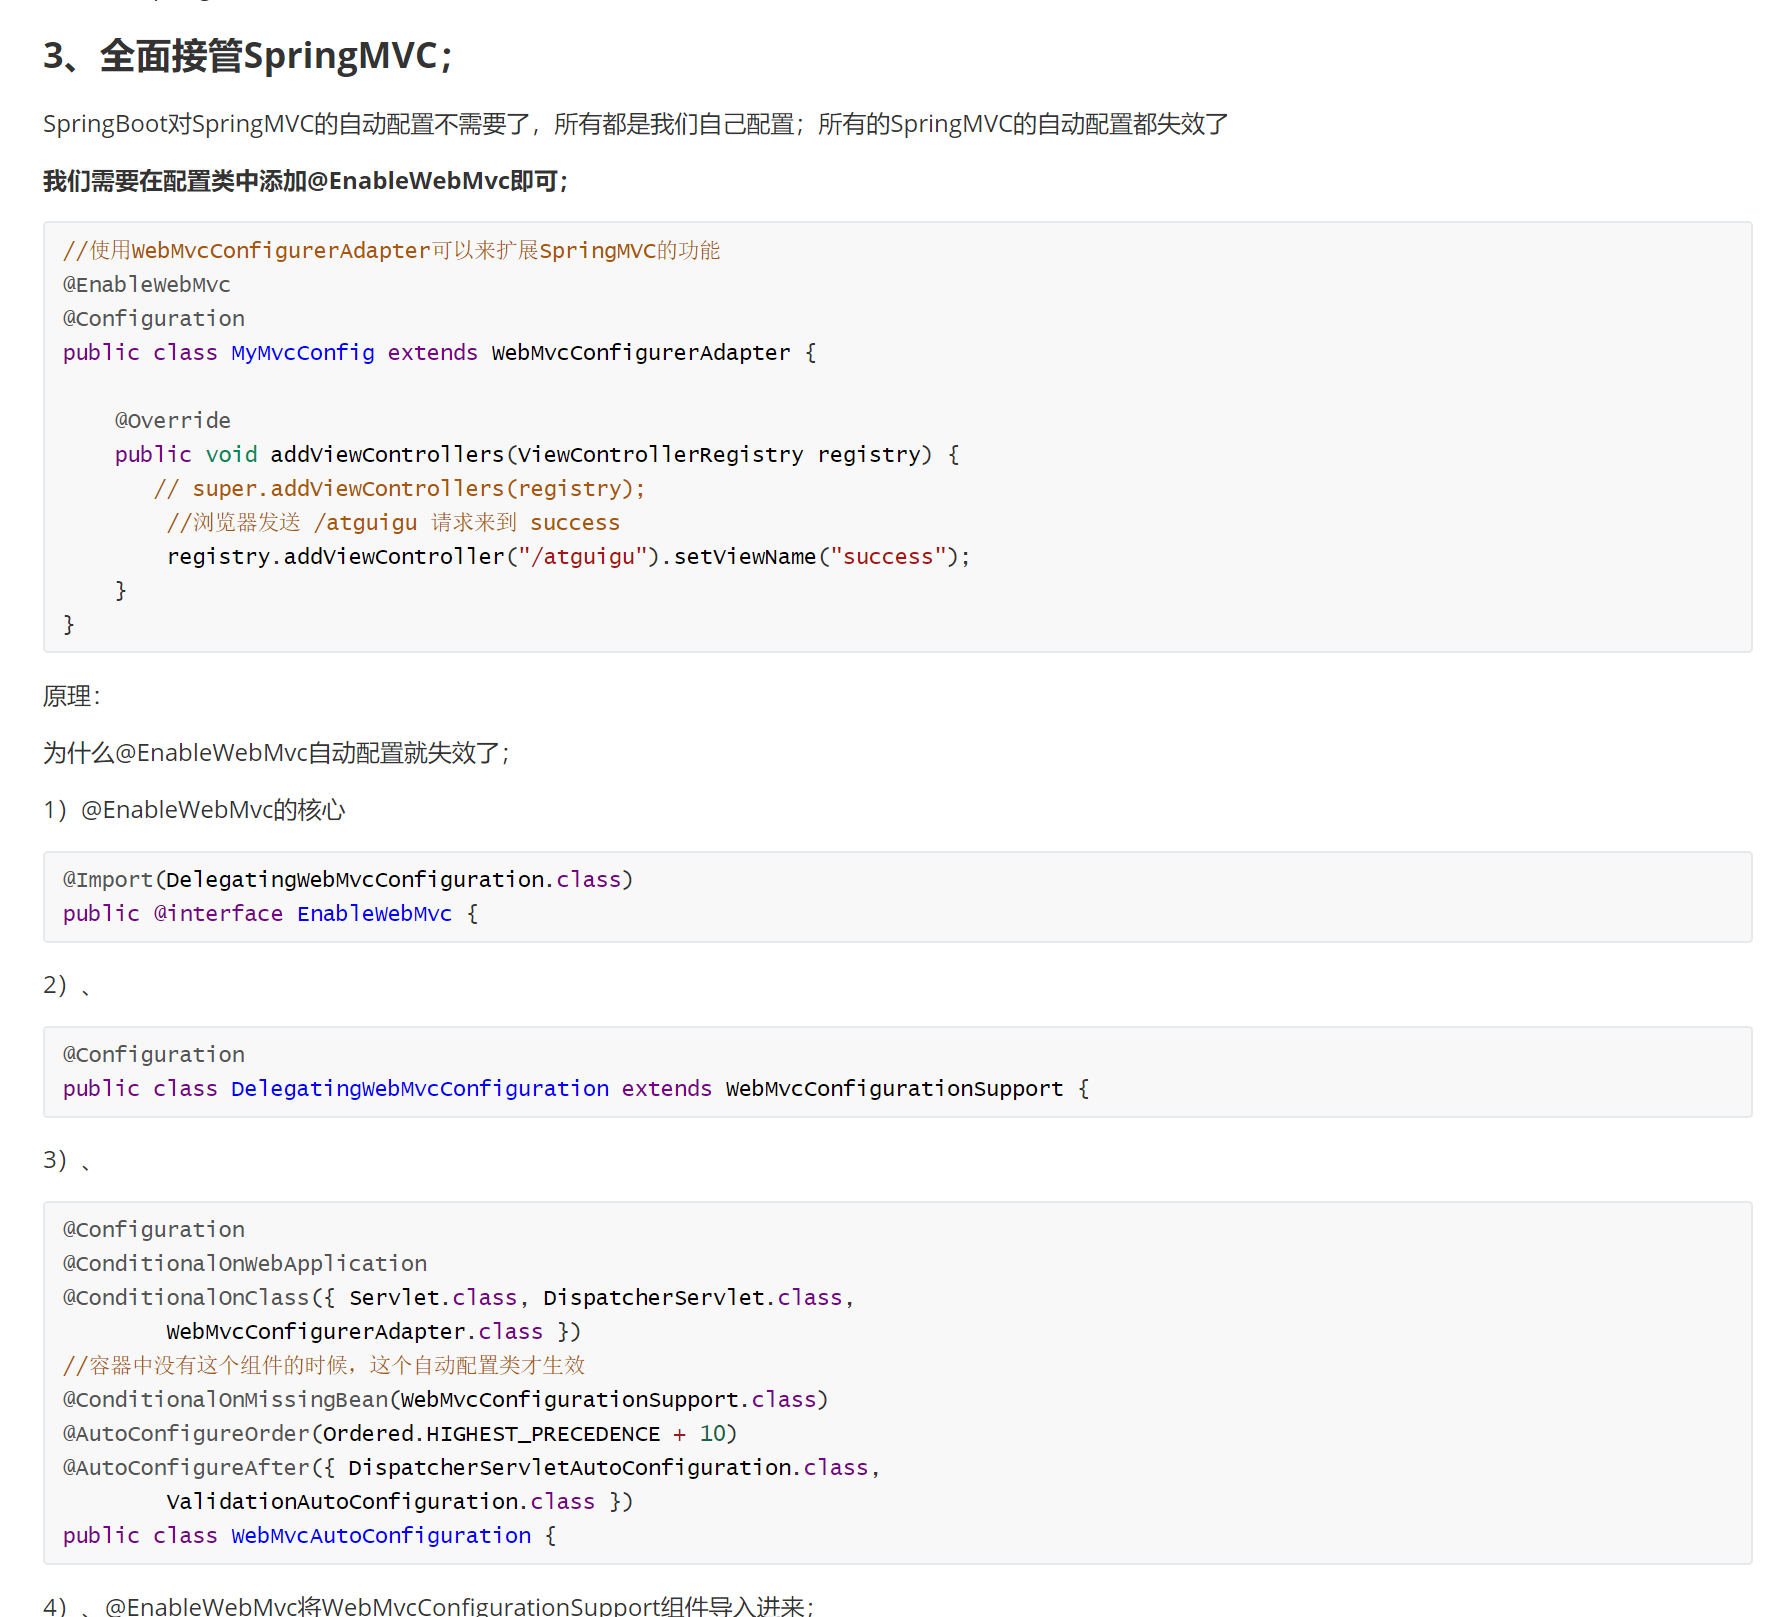 3、全面接管SpringMVC；
SpringBoot对SpringMVC的自动配置不需要了，所有都是我们自己配置；所有的SpringMVC的自动配置都失效了
我们需要在配置类中添加@EnableWebMvc即可；
//使用WebMvcConfigurerAdapter可以来扩展SpringMVC的功能
@EnableWebMvc
@Configuration
public class MyMvcConfig extends WebMvcConfigurerAdapter {
@Override
public void addViewControllers(ViewControllerRegistry registry) {
// super.addViewControllers(registry);
//浏览器发送 /atguigu 请求来到 success
registry.addViewController("/atguigu").setViewName("success");
}
}
原理：
为什么@EnableWebMvc自动配置就失效了；
1）@EnableWebMvc的核心
@Import(DelegatingWebMvcConfiguration.class)
public @interface EnableWebMvc {
2）、
@Configuration
public class DelegatingWebMvcConfiguration extends WebMvcConfigurationSupport {
3）、
@Configuration
@ConditionalOnWebApplication
@ConditionalOnClass({ Servlet.class, DispatcherServlet.class,
WebMvcConfigurerAdapter.class })
//容器中没有这个组件的时候，这个自动配置类才生效
@ConditionalOnMissingBean(WebMvcConfigurationSupport.class)
@AutoConfigureOrder(Ordered.HIGHEST_PRECEDENCE + 10)
@AutoConfigureAfter({ DispatcherServletAutoConfiguration.class,
ValidationAutoConfiguration.class })
public class WebMvcAutoConfiguration {
4）、@EnableWebMvc将WebMvcConfigurationSupport组件导入进来；